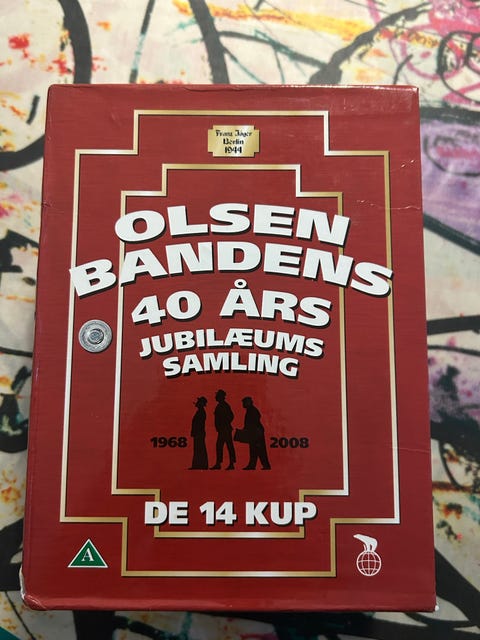 Franz Jäger
Berlin
1944
OLSEN
BANDENS
40 ÅRS
JUBILÆUMS
SAMLING
1968 2008
DE 14 KUP
A